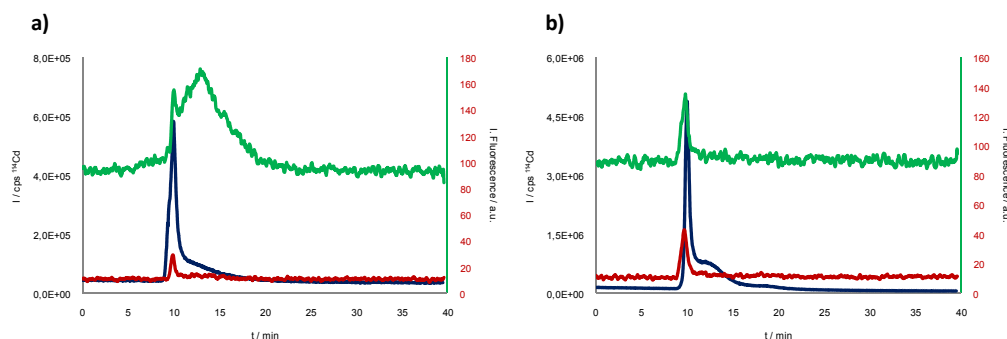 a)
8,0E+05
6,0E+05
4,0E+05
2,0E+05
0,0E+00
I / cps ¹¹⁴Cd
180
160
140
120
100
80
60
40
20
0
I. Fluorescence / a.u.
0 5 10 15 20 25 30 35 40
t / min
b)
6,0E+06
4,5E+06
3,0E+06
1,5E+06
0,0E+00
I / cps ¹¹⁴Cd
160
140
120
100
80
60
40
20
0
I. Fluorescence / a.u.
0 5 10 15 20 25 30 35 40
t / min